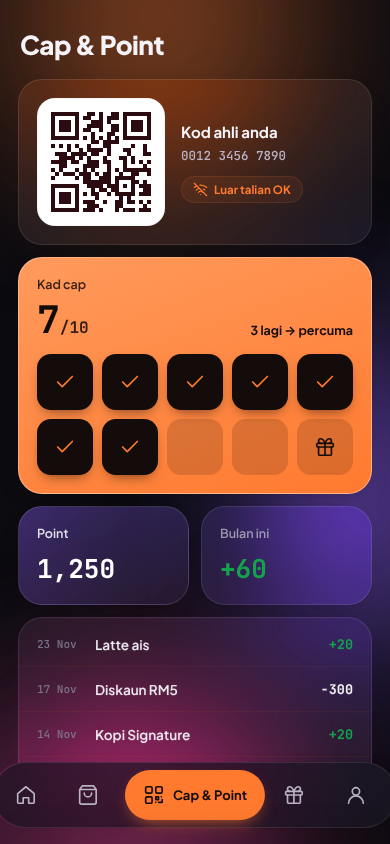 Cap & Point
Kod ahli anda
0012 3456 7890
Luar talian OK
Kad cap
7/10
3 lagi → percuma
Point
1,250
Bulan ini
+60
23 Nov Latte ais +20
17 Nov Diskaun RM5 -300
14 Nov Kopi Signature +20
Cap & Point